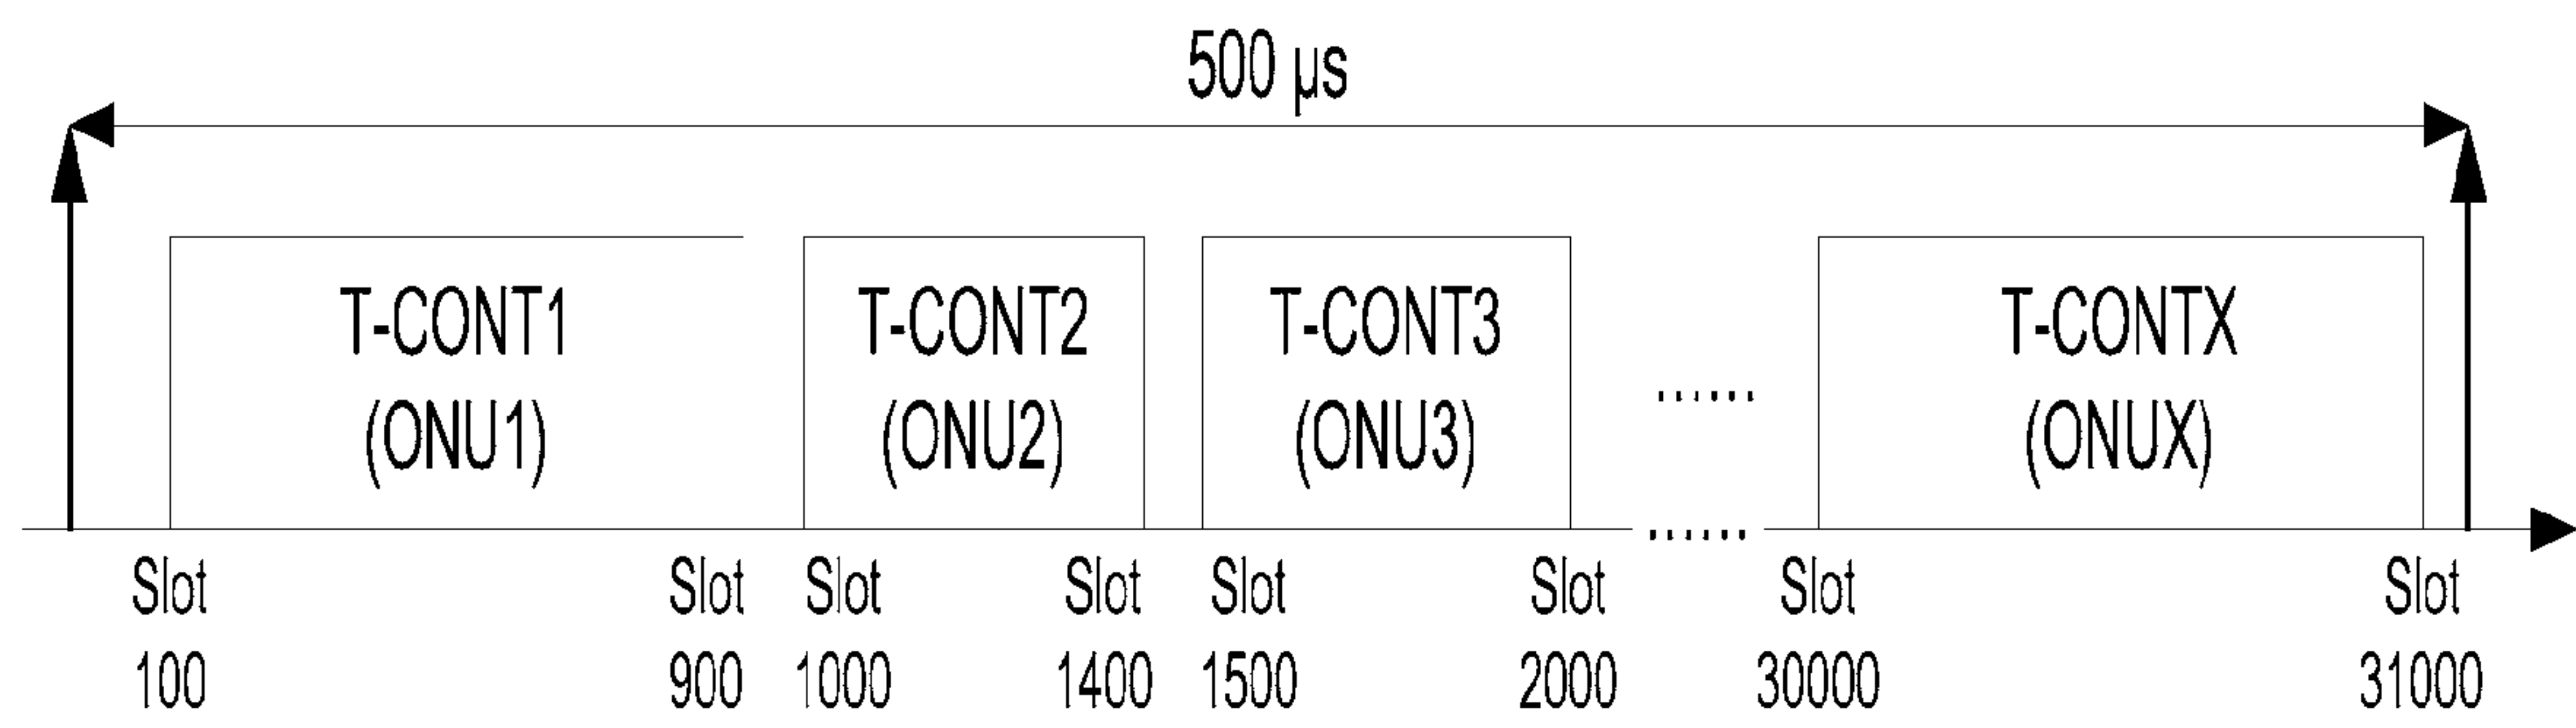 500 µs
T-CONT1
(ONU1)
T-CONT2
(ONU2)
T-CONT3
(ONU3)
......
T-CONTX
(ONUX)
......
Slot
100
Slot
900
Slot
1000
Slot
1400
Slot
1500
Slot
2000
Slot
30000
Slot
31000